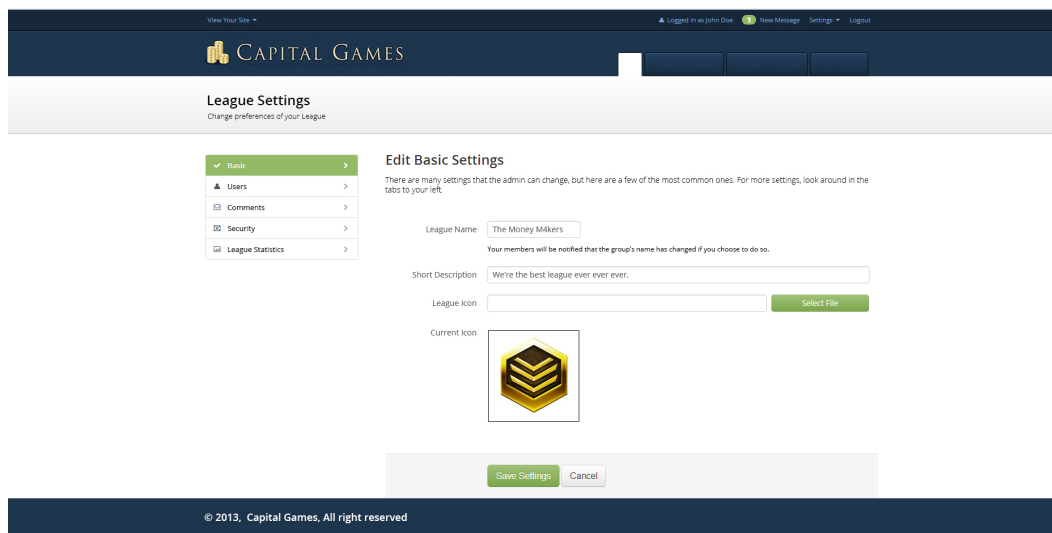 View Your Site
Logged in as John Doe 1 New Message Settings Logout
CAPITAL GAMES
League Settings
Change preferences of your League
Basic
Users
Comments
Security
League Statistics
Edit Basic Settings
There are many settings that the admin can change, but here are a few of the most common ones. For more settings, look around in the
tabs to your left.
League Name The Money M4kers
Your members will be notified that the group's name has changed if you choose to do so.
Short Description We're the best league ever ever ever.
League Icon Select File
Current Icon
Save Settings Cancel
© 2013, Capital Games, All right reserved